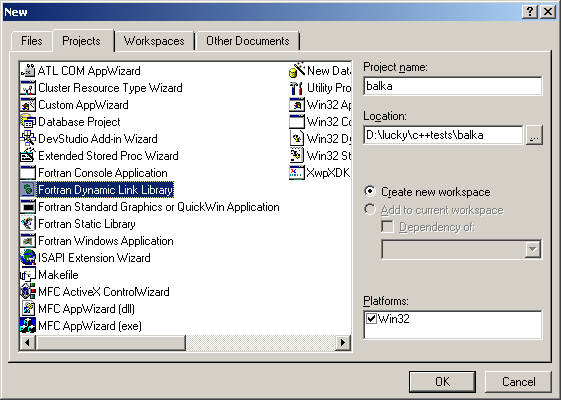 New
Files
Projects
Workspaces
Other Documents
ATL COM AppWizard
Cluster Resource Type Wizard
Custom AppWizard
Database Project
DevStudio Add-in Wizard
Extended Stored Proc Wizard
Fortran Console Application
Fortran Dynamic Link Library
Fortran Standard Graphics or QuickWin Application
Fortran Static Library
Fortran Windows Application
ISAPI Extension Wizard
Makefile
MFC ActiveX ControlWizard
MFC AppWizard (dll)
MFC AppWizard (exe)
New Data
Utility Pro
Win32 Ap
Win32 Co
Win32 Dy
Win32 St
XwpXDK
Project name:
balka
Location:
D:\lucky\c++tests\balka
...
Create new workspace
Add to current workspace
Dependency of:
Platforms:
Win32
OK
Cancel